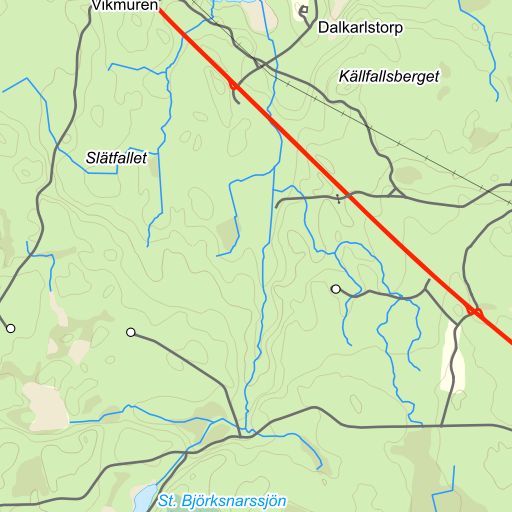 Vikmuren
Dalkarlstorp
Källfallsberget
Slätfallet
St. Björksnarssjön